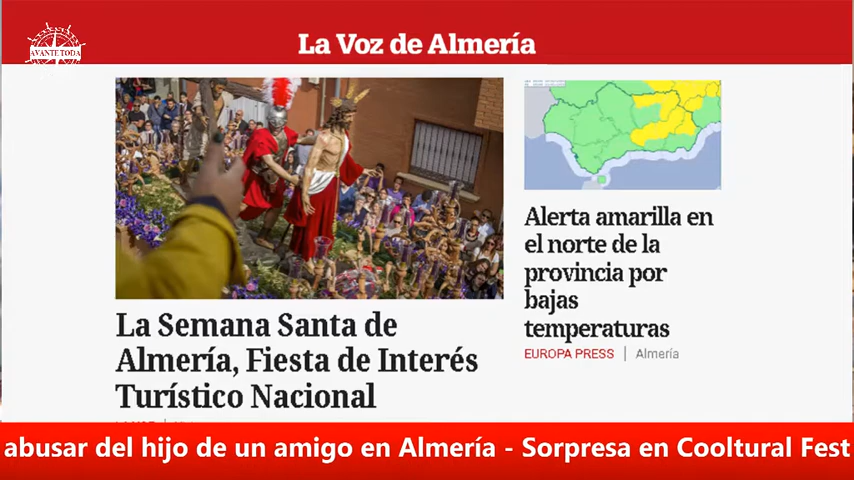 AVANTE TODA
La Voz de Almería
La Semana Santa de
Almería, Fiesta de Interés
Turístico Nacional
Alerta amarilla en
el norte de la
provincia por
bajas
temperaturas
EUROPA PRESS | Almería
abusar del hijo de un amigo en Almería - Sorpresa en Cooltural Fest